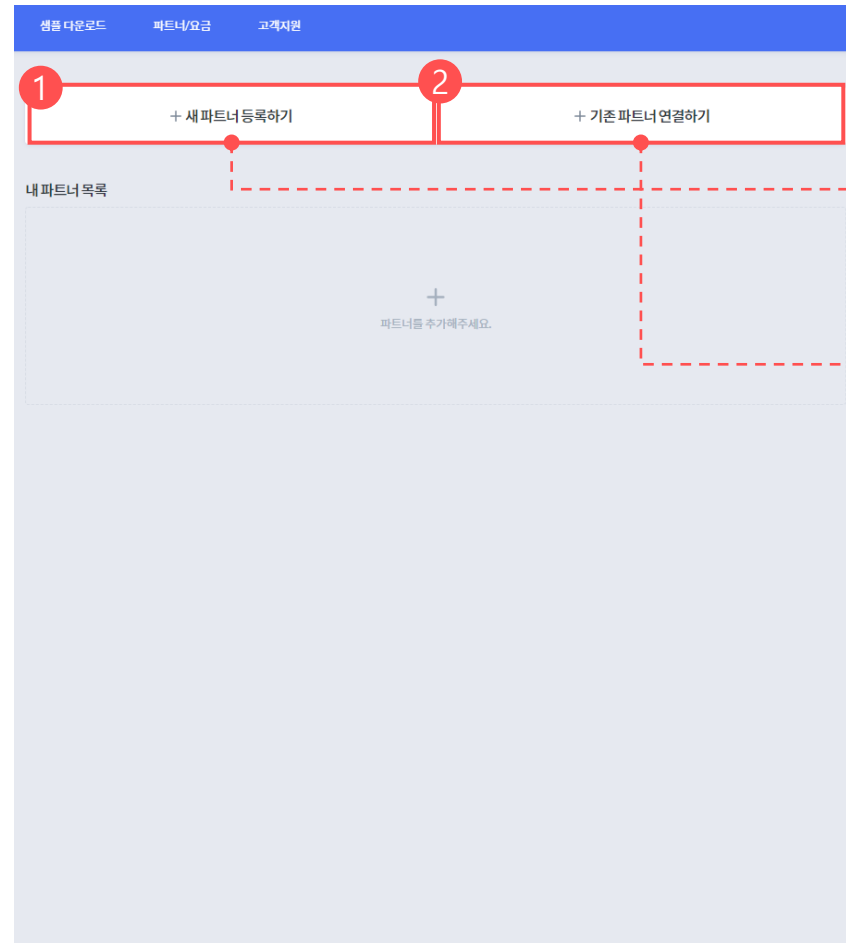 샘플 다운로드 파트너/요금 고객지원
1 2
+ 새 파트너 등록하기 + 기존 파트너 연결하기
내 파트너 목록
+
파트너를 추가해주세요.